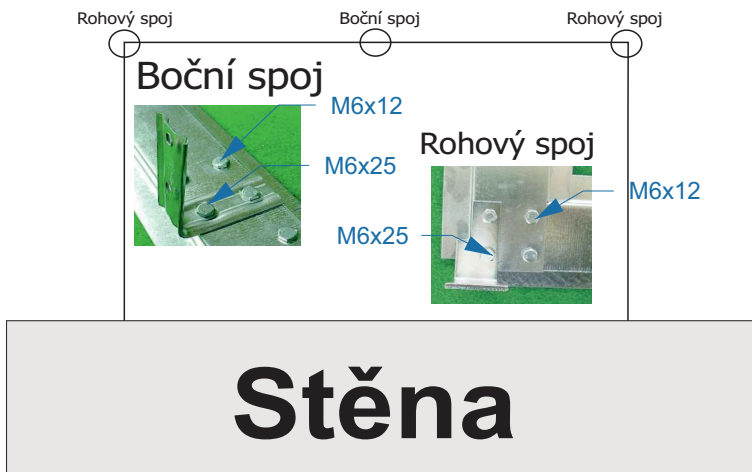 Rohový spoj
Boční spoj
Rohový spoj
Boční spoj
M6x12
Rohový spoj
M6x25
M6x12
M6x25
Stěna